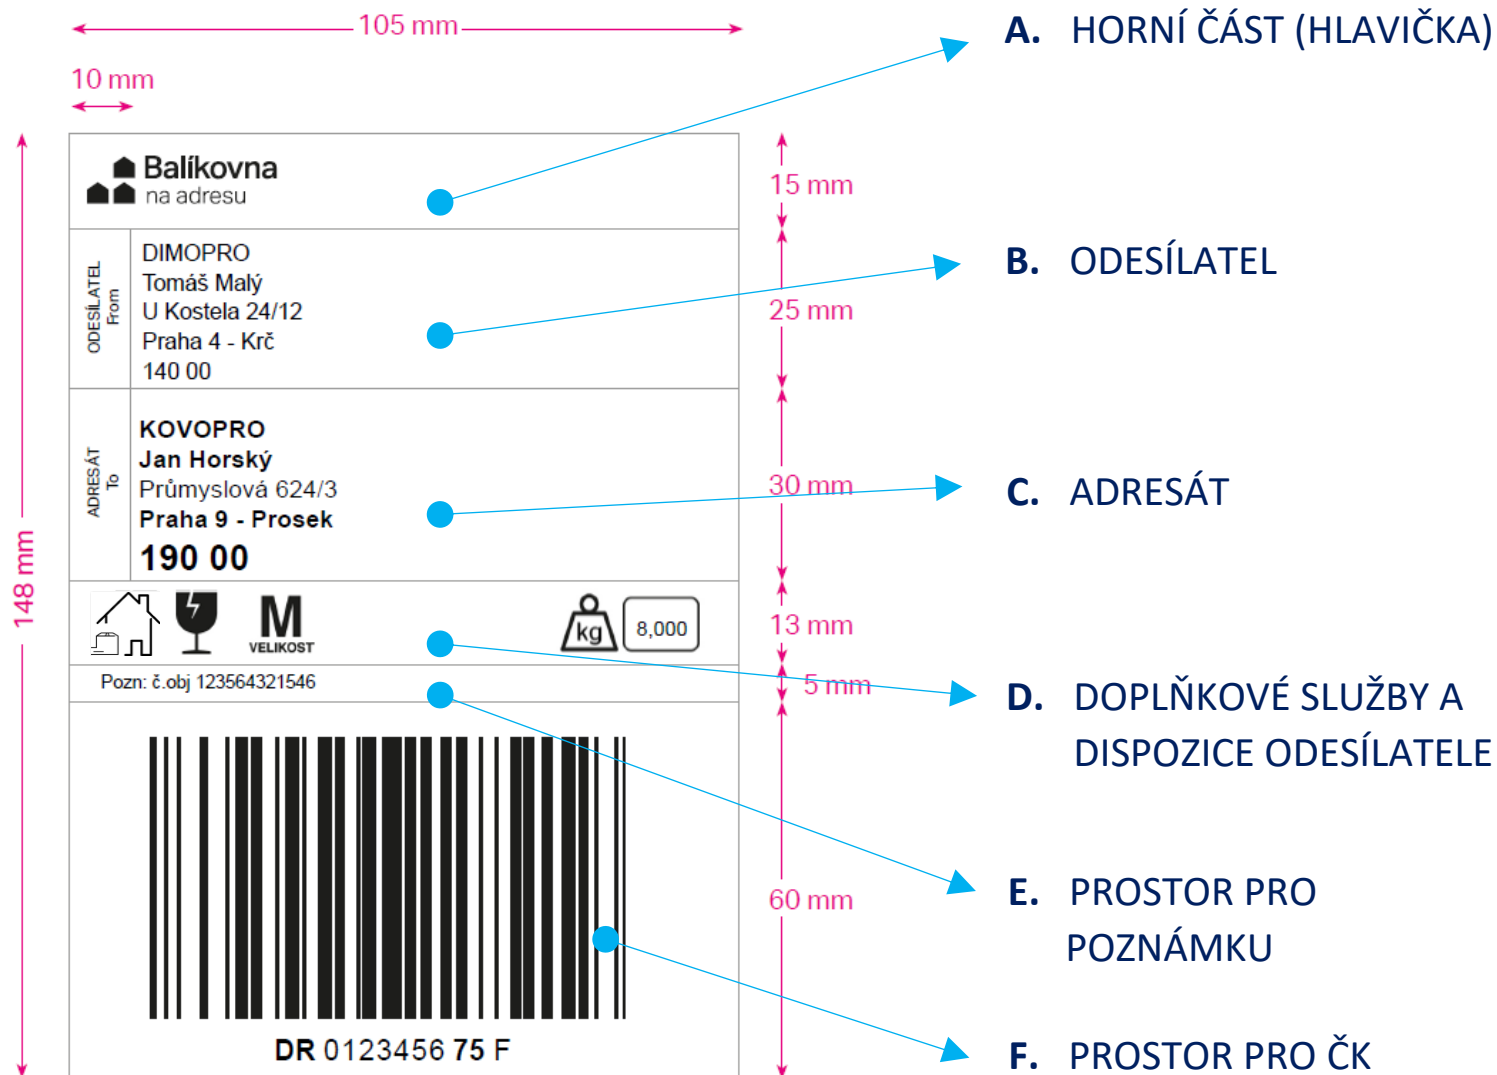 105 mm
10 mm
148 mm
Balíkovna
na adresu
15 mm
ODESÍLATEL
From
DIMOPRO
Tomáš Malý
U Kostela 24/12
Praha 4 - Krč
140 00
25 mm
ADRESÁT
To
KOVOPRO
Jan Horský
Průmyslová 624/3
Praha 9 - Prosek
190 00
30 mm
M
VELIKOST
kg
8,000
13 mm
Pozn: č.obj 123564321546
5 mm
60 mm
DR 0123456 75 F
A. HORNÍ ČÁST (HLAVIČKA)
B. ODESÍLATEL
C. ADRESÁT
D. DOPLŇKOVÉ SLUŽBY A
DISPOZICE ODESÍLATELE
E. PROSTOR PRO
POZNÁMKU
F. PROSTOR PRO ČK